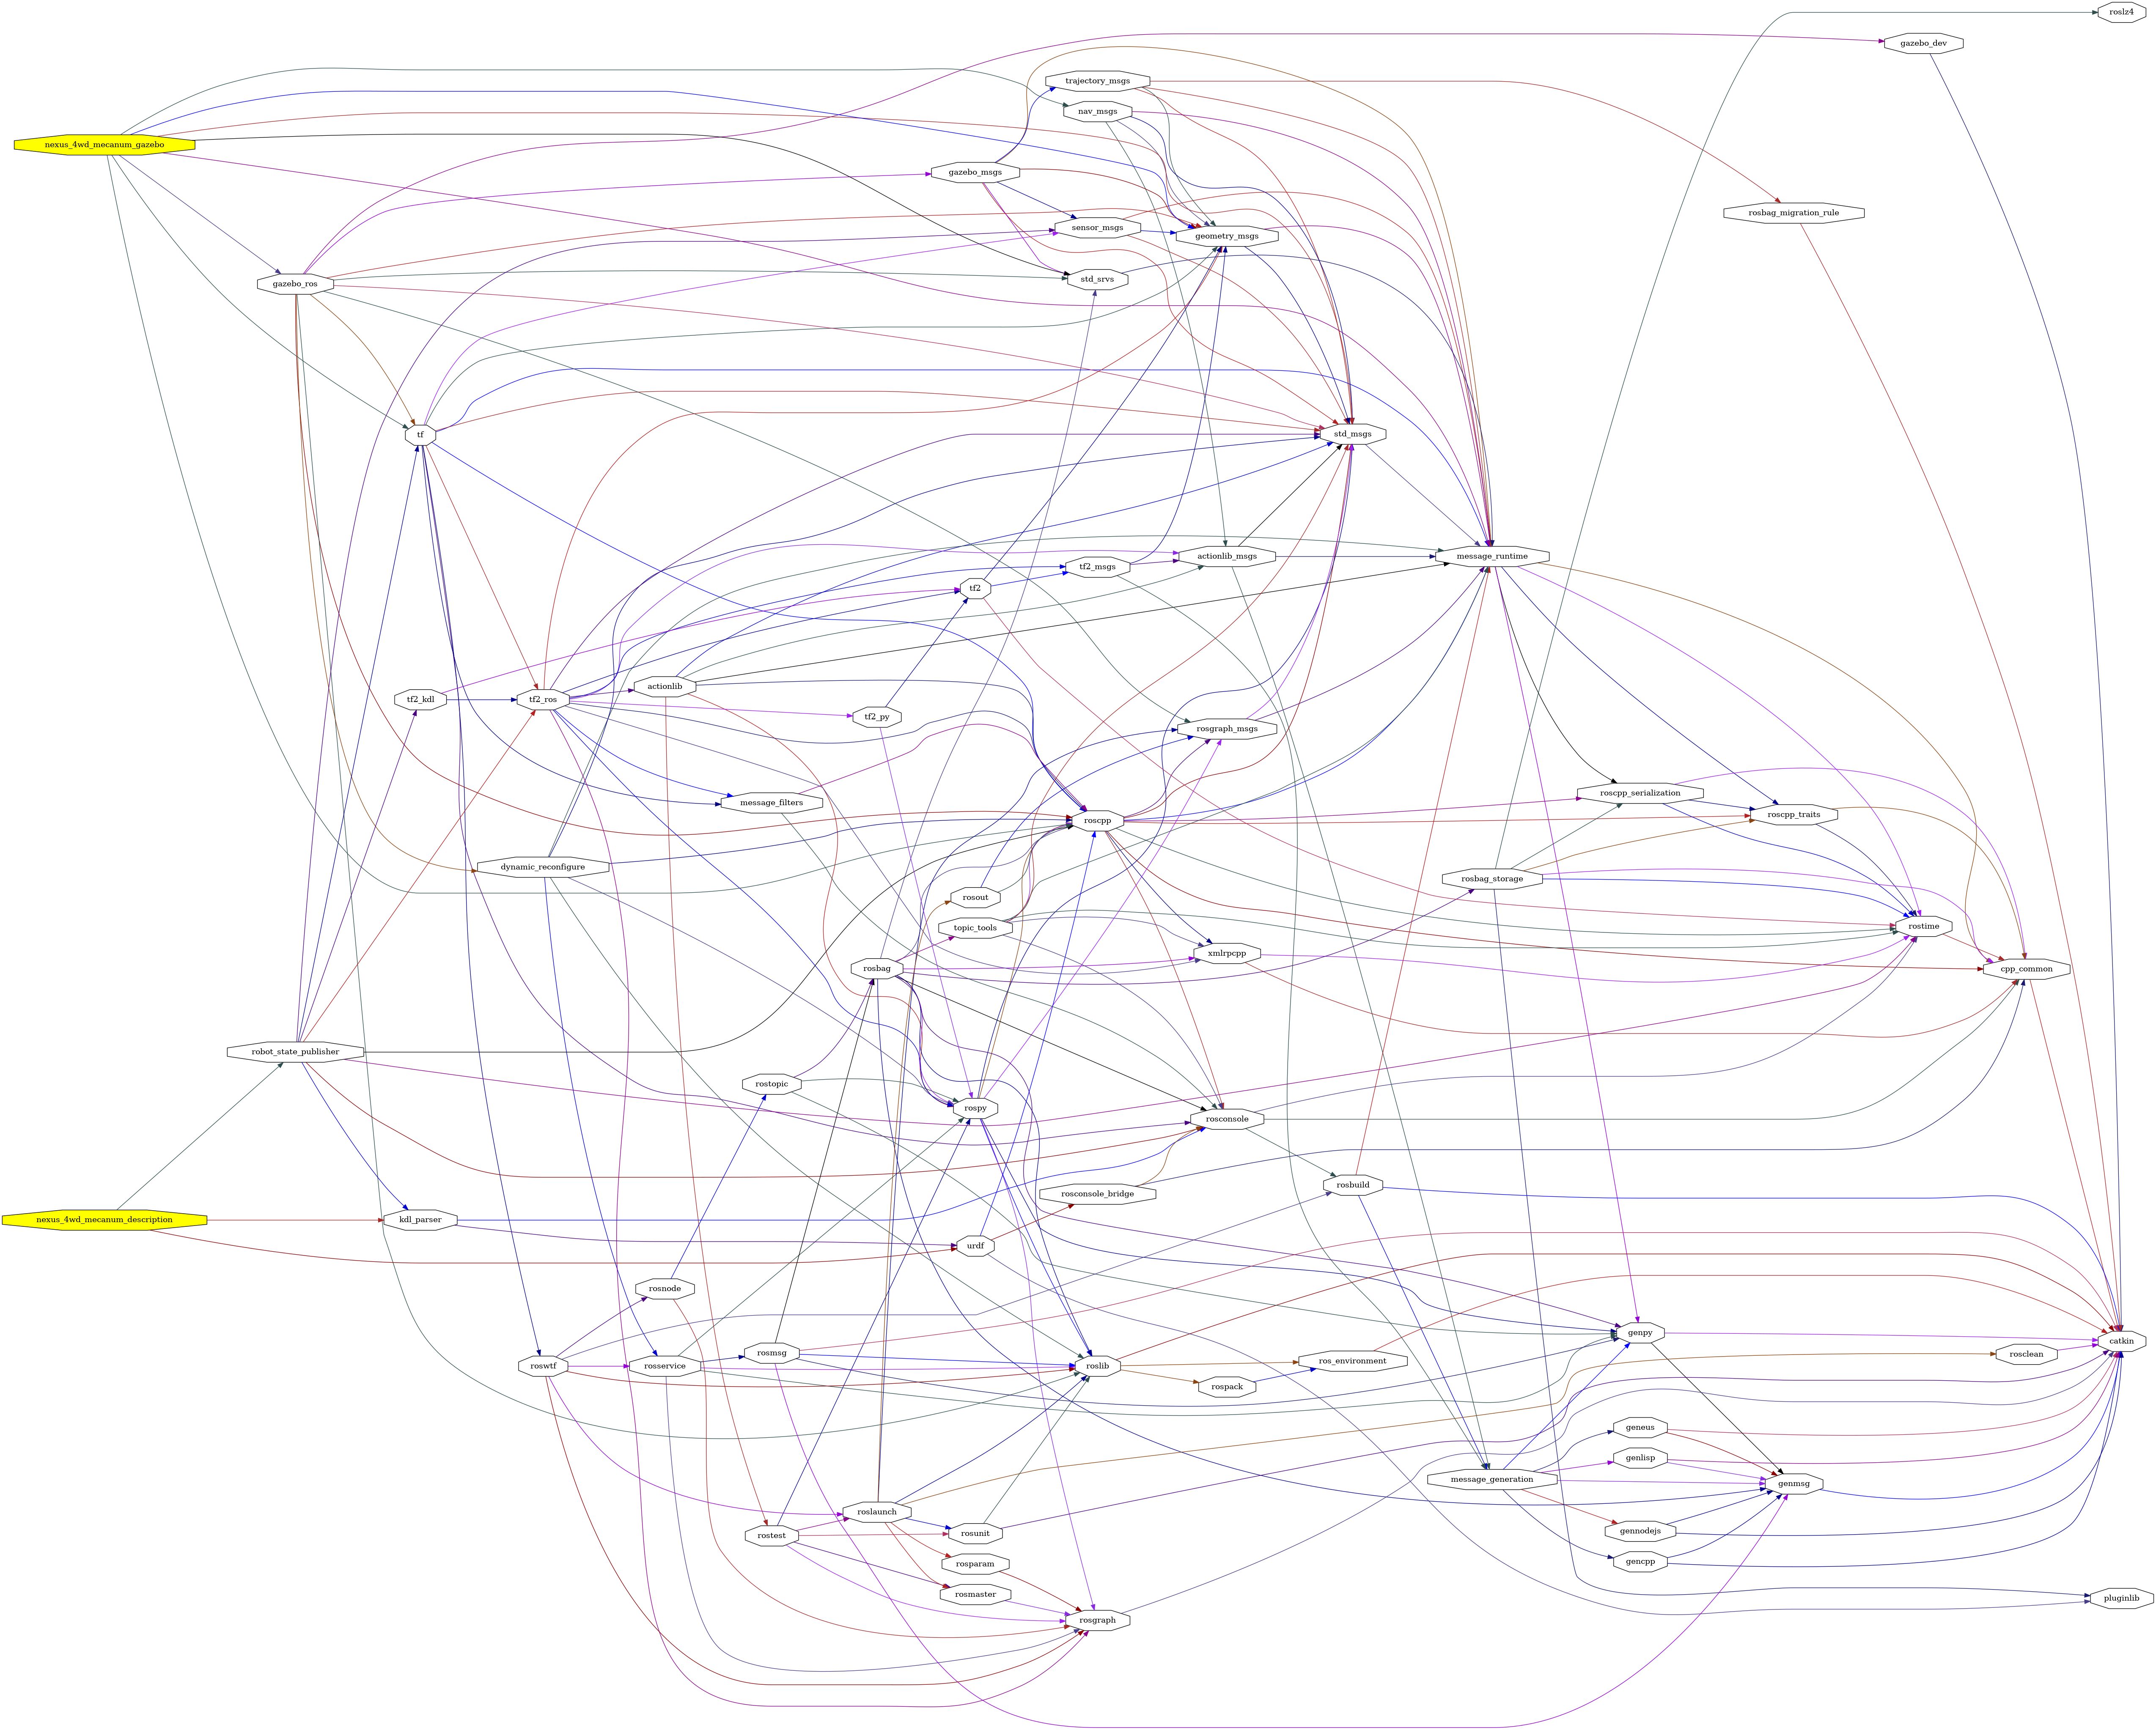 roslz4
gazebo_dev
trajectory_msgs
nav_msgs
nexus_4wd_mecanum_gazebo
gazebo_msgs
rosbag_migration_rule
sensor_msgs
geometry_msgs
std_srvs
gazebo_ros
tf
std_msgs
actionlib_msgs
message_runtime
tf2_msgs
tf2
actionlib
tf2_kdl
tf2_ros
tf2_py
rosgraph_msgs
roscpp_serialization
message_filters
roscpp_traits
roscpp
dynamic_reconfigure
rosbag_storage
rosout
topic_tools
rostime
xmlrpcpp
rosbag
cpp_common
robot_state_publisher
rostopic
rospy
rosconsole
rosbuild
rosconsole_bridge
nexus_4wd_mecanum_description
kdl_parser
urdf
rosnode
genpy
catkin
rosmsg
rosclean
ros_environment
roswtf
rosservice
roslib
rospack
geneus
genlisp
message_generation
genmsg
roslaunch
gennodejs
rosunit
rostest
gencpp
rosparam
rosmaster
pluginlib
rosgraph